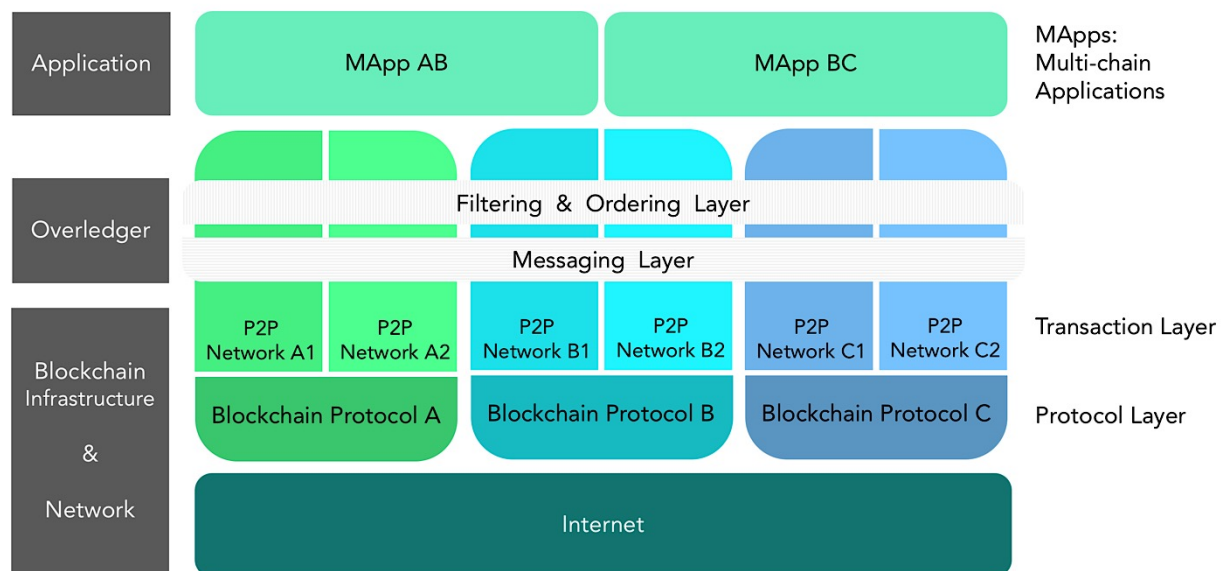 Application
MApp AB
MApp BC
MApps:
Multi-chain
Applications
Overledger
Filtering & Ordering Layer
Messaging Layer
Blockchain
Infrastructure
&
Network
P2P
Network A1
P2P
Network A2
P2P
Network B1
P2P
Network B2
P2P
Network C1
P2P
Network C2
Transaction Layer
Blockchain Protocol A
Blockchain Protocol B
Blockchain Protocol C
Protocol Layer
Internet